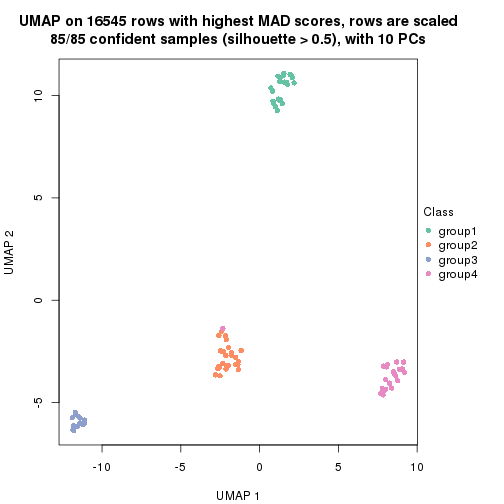 UMAP on 16545 rows with highest MAD scores, rows are scaled
85/85 confident samples (silhouette > 0.5), with 10 PCs
10
5
0
-5
UMAP 2
-10
-5
0
5
10
UMAP 1
Class
group1
group2
group3
group4